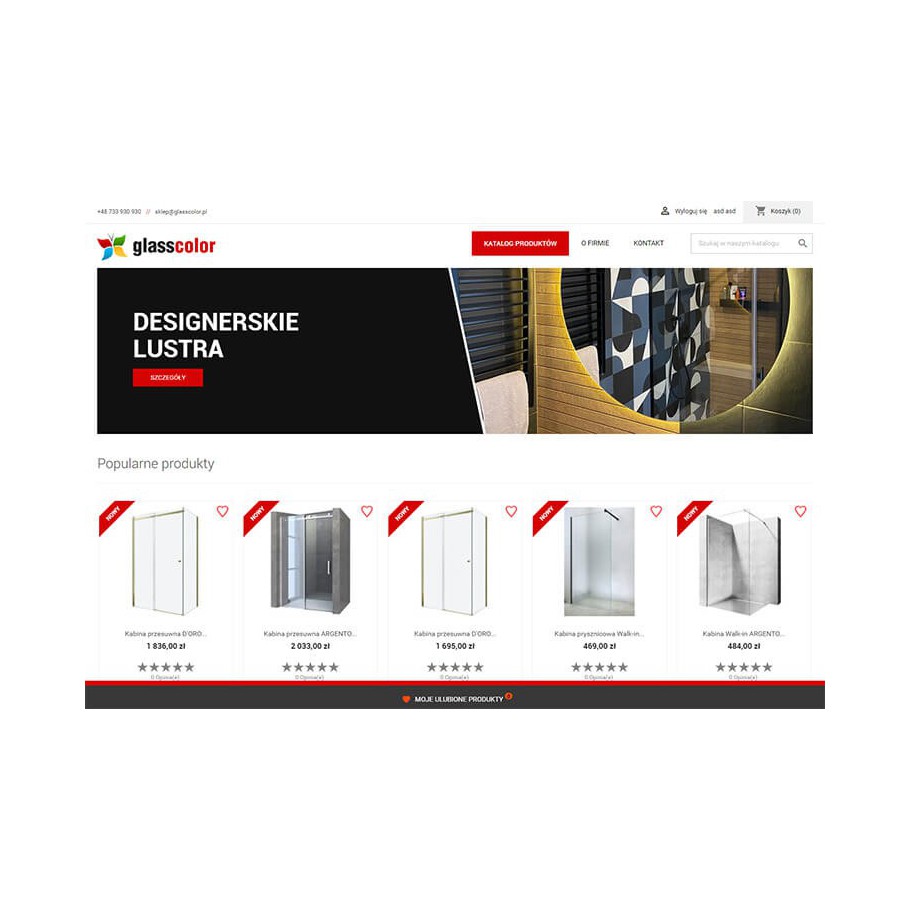 +48 733 930 930 // sklep@glasscolor.pl
Wyloguj się asd asd Koszyk (0)
glasscolor
KATALOG PRODUKTÓW O FIRMIE KONTAKT Szukaj w naszym katalogu
DESIGNERSKIE
LUSTRA
SZCZEGÓŁY
Popularne produkty
NOWY NOWY NOWY NOWY NOWY
Kabina przesuwna D'ORO... Kabina przesuwna ARGENTO... Kabina przesuwna D'ORO... Kabina prysznicowa Walk-in... Kabina Walk-in ARGENTO...
1 836,00 zł 2 033,00 zł 1 695,00 zł 469,00 zł 484,00 zł
0 Opinia(e) 0 Opinia(e) 0 Opinia(e) 0 Opinia(e) 0 Opinia(e)
MOJE ULUBIONE PRODUKTY